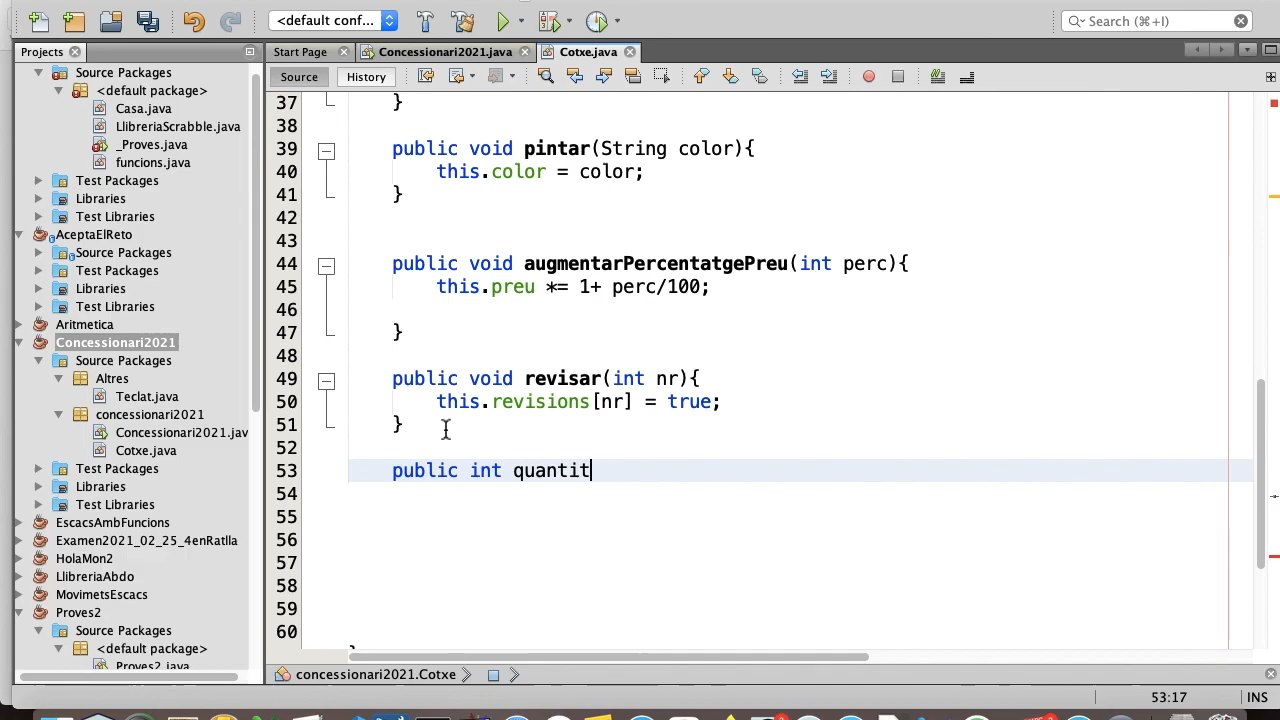 <default conf...
Search (⌘+I)
Projects
Start Page
Concessionari2021.java
Cotxe.java
Source
History
Source Packages
<default package>
Casa.java
LlibreriaScrabble.java
_Proves.java
funcions.java
Test Packages
Libraries
Test Libraries
AceptaElReto
Source Packages
Test Packages
Libraries
Test Libraries
Aritmetica
Concessionari2021
Source Packages
Altres
Teclat.java
concessionari2021
Concessionari2021.jav
Cotxe.java
Test Packages
Libraries
Test Libraries
EscacsAmbFuncions
Examen2021_02_25_4enRatlla
HolaMon2
LlibreriaAbdo
MovimetsEscacs
Proves2
Source Packages
<default package>
Proves2.java
37 }
38
39 public void pintar(String color){
40 this.color = color;
41 }
42
43
44 public void augmentarPercentatgePreu(int perc){
45 this.preu *= 1+ perc/100;
46
47 }
48
49 public void revisar(int nr){
50 this.revisions[nr] = true;
51 }
52
53 public int quantit
54
55
56
57
58
59
60
concessionari2021.Cotxe
53:17
INS